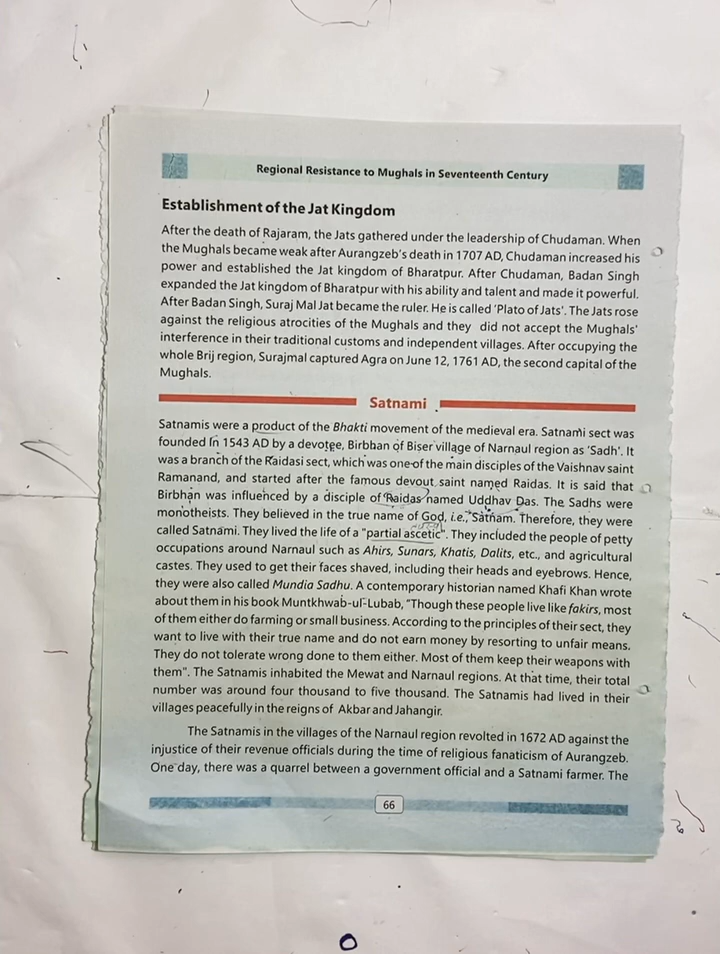 Regional Resistance to Mughals in Seventeenth Century
Establishment of the Jat Kingdom
After the death of Rajaram, the Jats gathered under the leadership of Chudaman. When
the Mughals became weak after Aurangzeb's death in 1707 AD, Chudaman increased his
power and established the Jat kingdom of Bharatpur. After Chudaman, Badan Singh
expanded the Jat kingdom of Bharatpur with his ability and talent and made it powerful.
After Badan Singh, Suraj Mal Jat became the ruler. He is called 'Plato of Jats'. The Jats rose
against the religious atrocities of the Mughals and they did not accept the Mughals'
interference in their traditional customs and independent villages. After occupying the
whole Brij region, Surajmal captured Agra on June 12, 1761 AD, the second capital of the
Mughals.
Satnami
Satnamis were a product of the Bhakti movement of the medieval era. Satnami sect was
founded in 1543 AD by a devotee, Birbhan of Biser village of Narnaul region as 'Sadh'. It
was a branch of the Raidasi sect, which was one of the main disciples of the Vaishnav saint
Ramanand, and started after the famous devout saint named Raidas. It is said that
Birbhan was influenced by a disciple of Raidas named Uddhav Das. The Sadhs were
monotheists. They believed in the true name of God, i.e., Satnam. Therefore, they were
called Satnami. They lived the life of a "partial ascetic". They included the people of petty
occupations around Narnaul such as Ahirs, Sunars, Khatis, Dalits, etc., and agricultural
castes. They used to get their faces shaved, including their heads and eyebrows. Hence,
they were also called Mundia Sadhu. A contemporary historian named Khafi Khan wrote
about them in his book Muntkhwab-ul-Lubab, "Though these people live like fakirs, most
of them either do farming or small business. According to the principles of their sect, they
want to live with their true name and do not earn money by resorting to unfair means.
They do not tolerate wrong done to them either. Most of them keep their weapons with
them". The Satnamis inhabited the Mewat and Narnaul regions. At that time, their total
number was around four thousand to five thousand. The Satnamis had lived in their
villages peacefully in the reigns of Akbar and Jahangir.
The Satnamis in the villages of the Narnaul region revolted in 1672 AD against the
injustice of their revenue officials during the time of religious fanaticism of Aurangzeb.
One day, there was a quarrel between a government official and a Satnami farmer. The
66